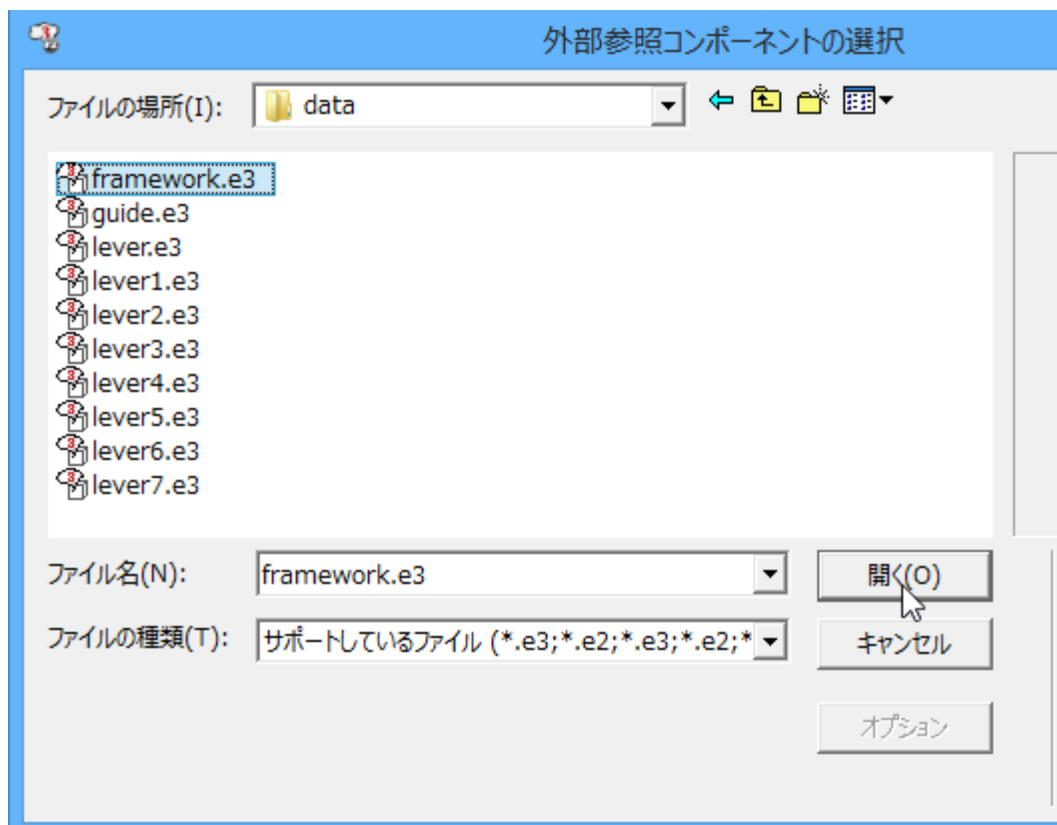 外部参照コンポーネントの選択
ファイルの場所(I): data
framework.e3
guide.e3
lever.e3
lever1.e3
lever2.e3
lever3.e3
lever4.e3
lever5.e3
lever6.e3
lever7.e3
ファイル名(N): framework.e3 開く(O)
ファイルの種類(T): サポートしているファイル (*.e3;*.e2;*.e3;*.e2;* キャンセル
オプション